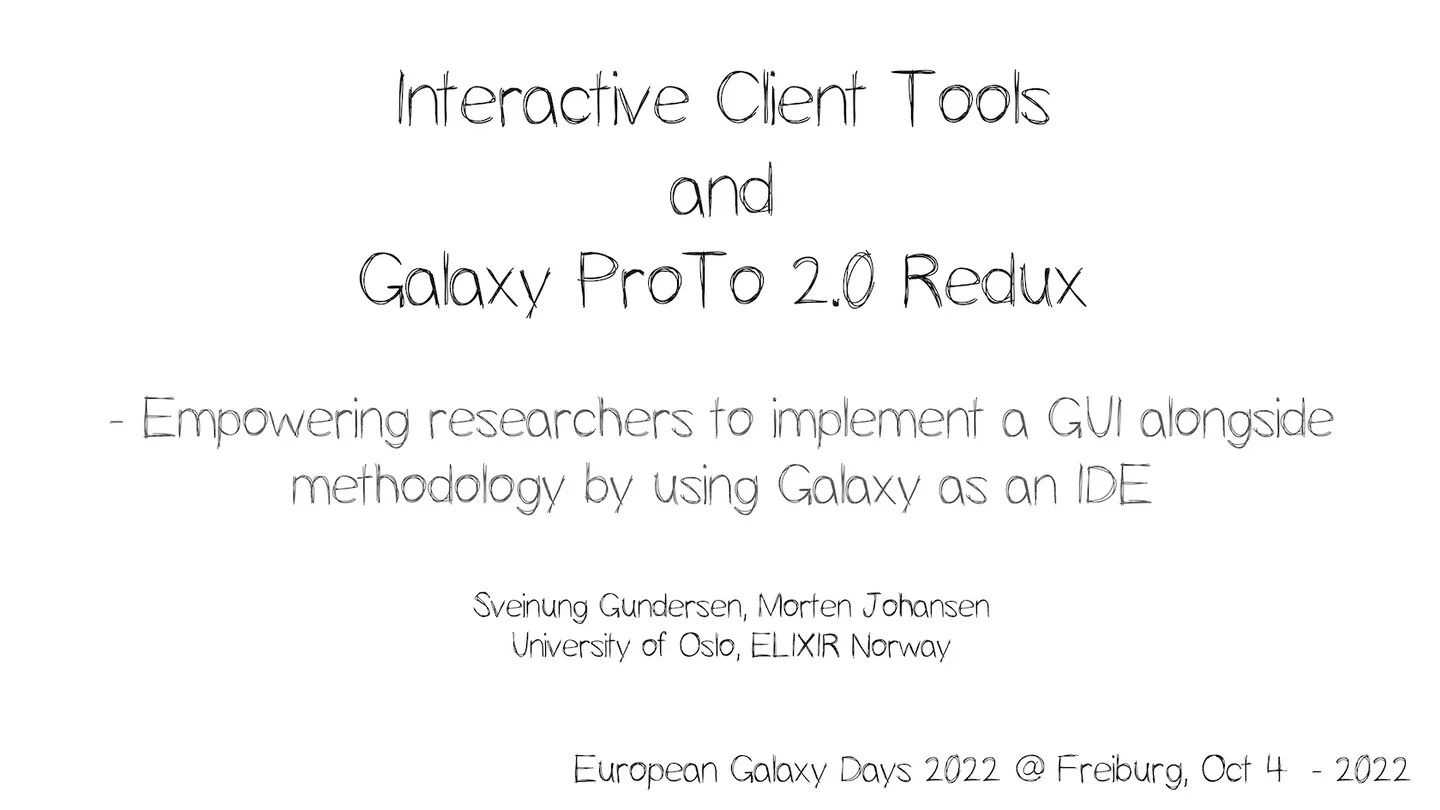 Interactive Client Tools
and
Galaxy ProTo 2.0 Redux
- Empowering researchers to implement a GUI alongside
methodology by using Galaxy as an IDE
Sveinung Gundersen, Morten Johansen
University of Oslo, ELIXIR Norway
European Galaxy Days 2022 @ Freiburg, Oct 4 - 2022